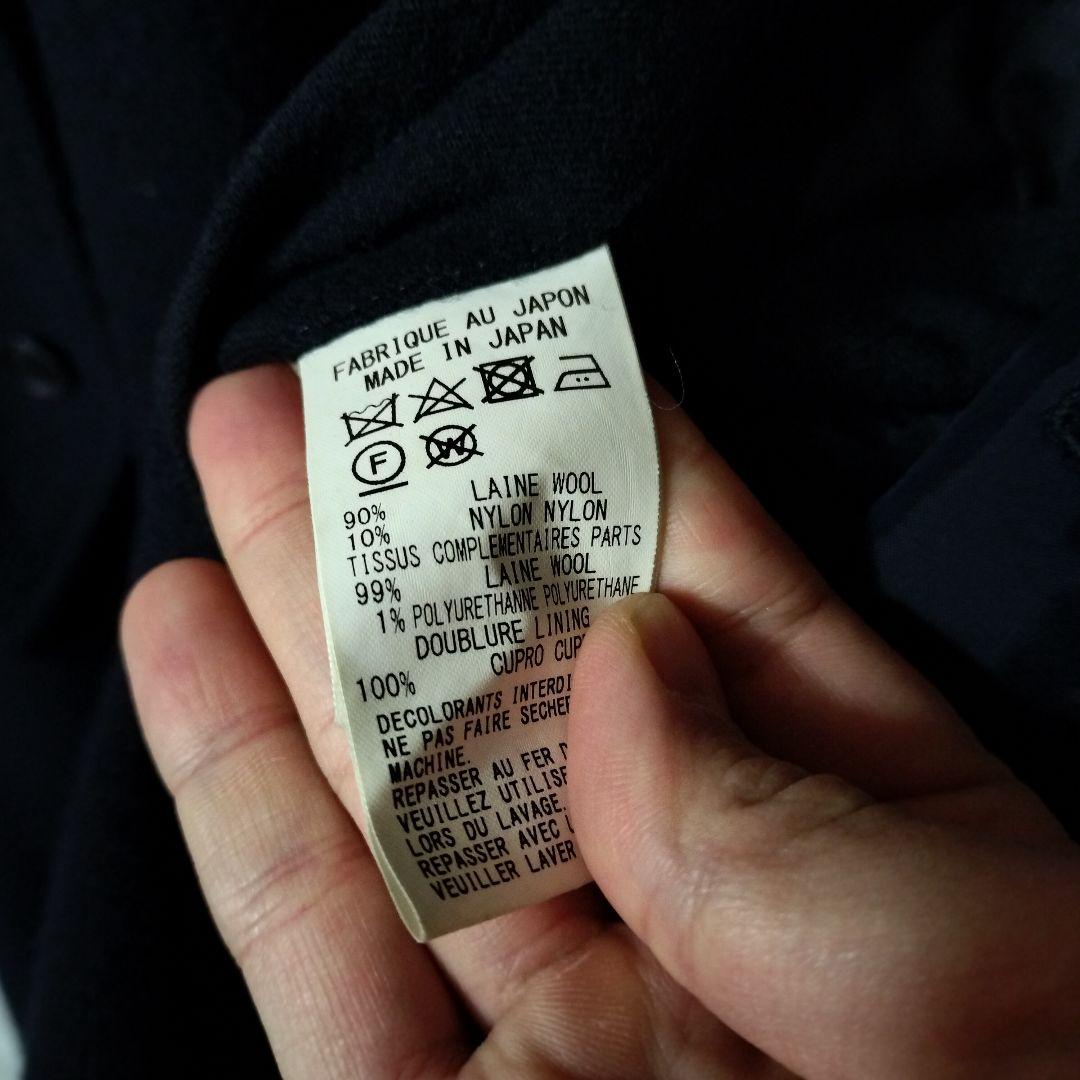 FABRIQUE AU JAPON
MADE IN JAPAN
F W
LAINE WOOL
90% NYLON NYLON
10%
TISSUS COMPLEMENTAIRES PARTS
LAINE WOOL
99%
1% POLYURETHANNE POLYURETHANE
DOUBLURE LINING
CUPRO
100%
DECOLORANTS
NE PAS FAIRE
MACHINE.
REPASSER AU FER
VEUILLEZ
LORS DU LAVAGE.
REPASSER AVEC
VEUILLER LAVER